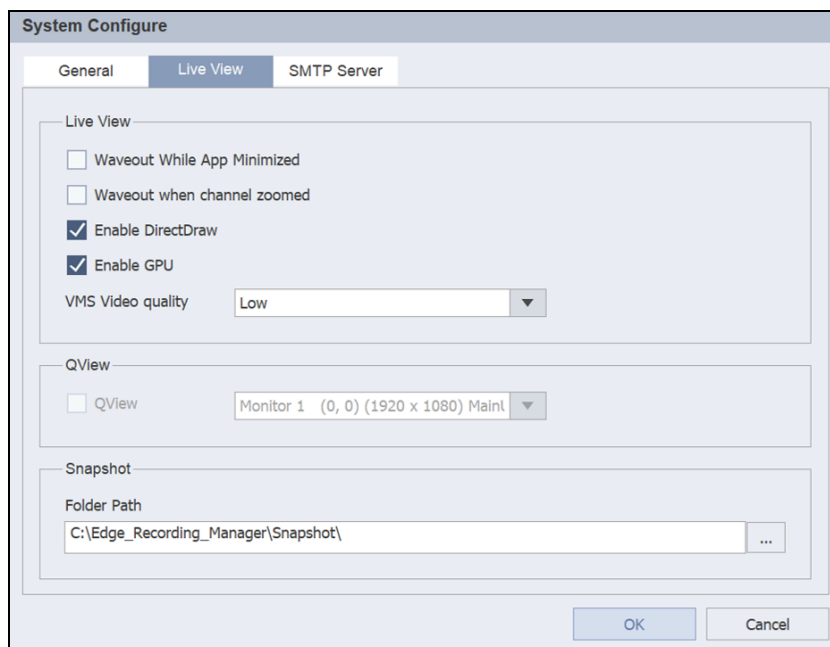 System Configure
General
Live View
SMTP Server
Live View
Waveout While App Minimized
Waveout when channel zoomed
Enable DirectDraw
Enable GPU
VMS Video quality
Low
QView
QView
Monitor 1 (0, 0) (1920 x 1080) Mainl
Snapshot
Folder Path
C:\Edge_Recording_Manager\Snapshot\
...
OK
Cancel